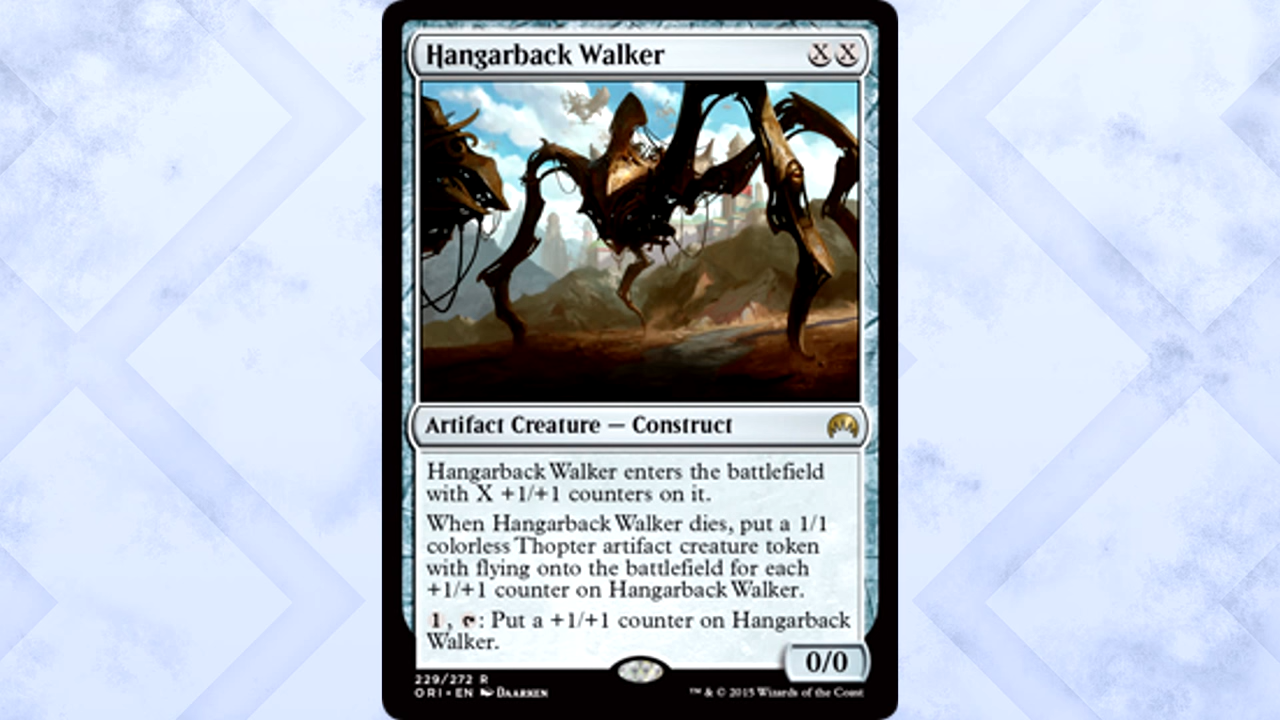 Hangarback Walker X X
Artifact Creature — Construct
Hangarback Walker enters the battlefield
with X +1/+1 counters on it.
When Hangarback Walker dies, put a 1/1
colorless Thopter artifact creature token
with flying onto the battlefield for each
+1/+1 counter on Hangarback Walker.
1, : Put a +1/+1 counter on Hangarback
Walker.
0/0
229/272 R
ORI • EN Daarken
™ & © 2015 Wizards of the Coast